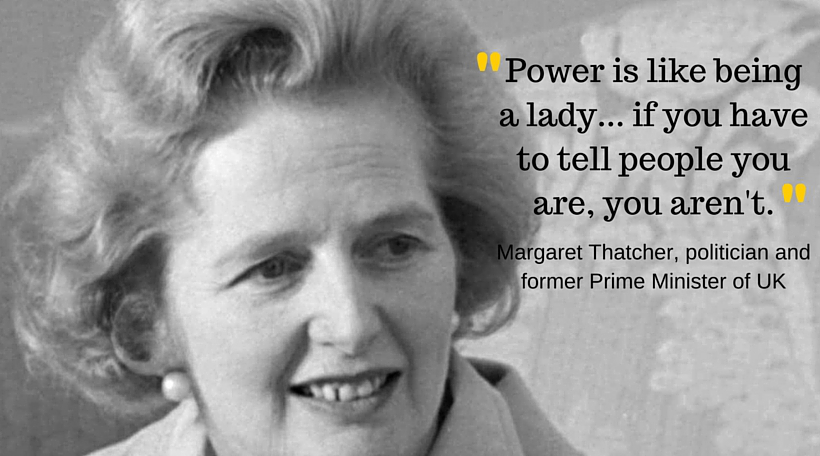 "Power is like being
a lady... if you have
to tell people you
are, you aren't."
Margaret Thatcher, politician and
former Prime Minister of UK